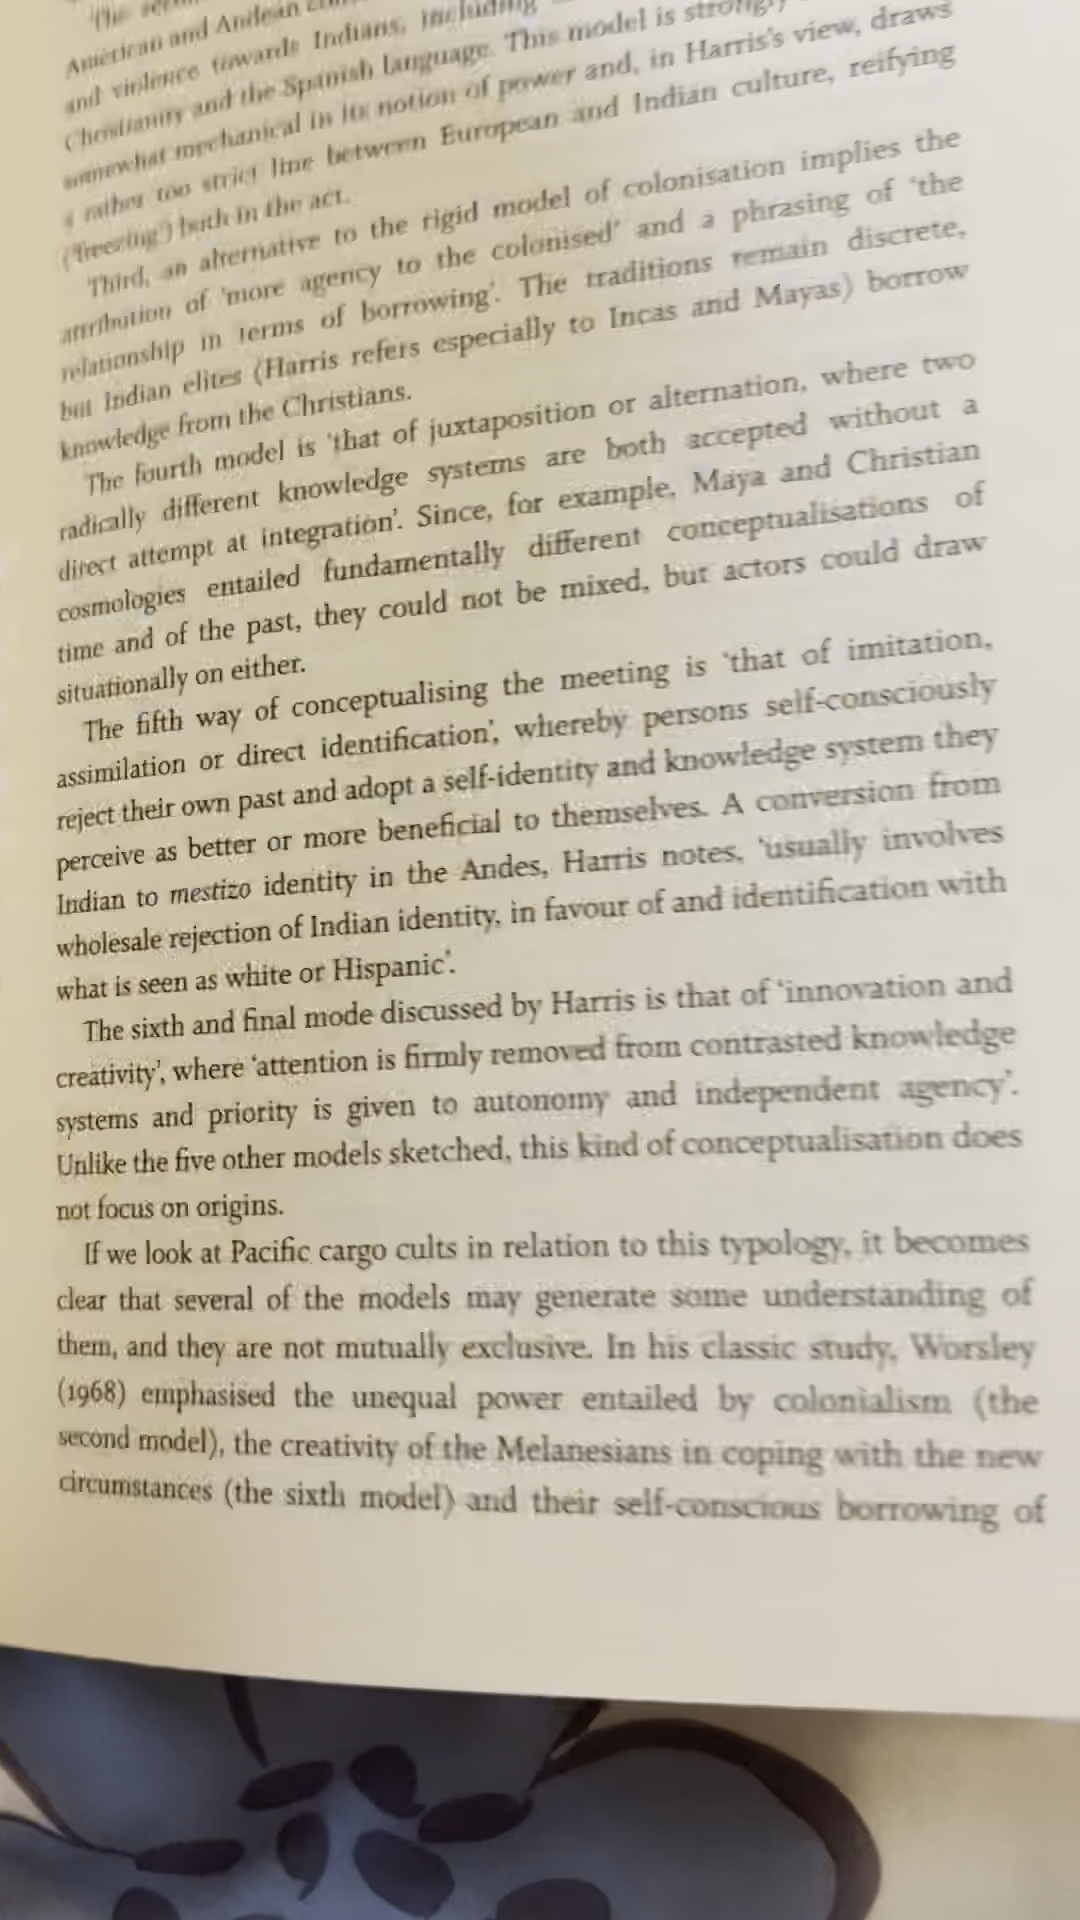 The
American and Andean
and violence towards Indians, including
Christianity and the Spanish language. This model is strongly
somewhat mechanical in its notion of power and, in Harris's view, draws
a rather too strict line between European and Indian culture, reifying
('freezing') both in the act.
Third, an alternative to the rigid model of colonisation implies the
attribution of 'more agency to the colonised' and a phrasing of 'the
relationship in terms of borrowing'. The traditions remain discrete,
but Indian elites (Harris refers especially to Incas and Mayas) borrow
knowledge from the Christians.
The fourth model is 'that of juxtaposition or alternation, where two
radically different knowledge systems are both accepted without a
direct attempt at integration'. Since, for example, Maya and Christian
cosmologies entailed fundamentally different conceptualisations of
time and of the past, they could not be mixed, but actors could draw
situationally on either.
The fifth way of conceptualising the meeting is 'that of imitation,
assimilation or direct identification', whereby persons self-consciously
reject their own past and adopt a self-identity and knowledge system they
perceive as better or more beneficial to themselves. A conversion from
Indian to mestizo identity in the Andes, Harris notes, 'usually involves
wholesale rejection of Indian identity, in favour of and identification with
what is seen as white or Hispanic'.
The sixth and final mode discussed by Harris is that of 'innovation and
creativity', where 'attention is firmly removed from contrasted knowledge
systems and priority is given to autonomy and independent agency'.
Unlike the five other models sketched, this kind of conceptualisation does
not focus on origins.
If we look at Pacific cargo cults in relation to this typology, it becomes
clear that several of the models may generate some understanding of
them, and they are not mutually exclusive. In his classic study, Worsley
(1968) emphasised the unequal power entailed by colonialism (the
second model), the creativity of the Melanesians in coping with the new
circumstances (the sixth model) and their self-conscious borrowing of